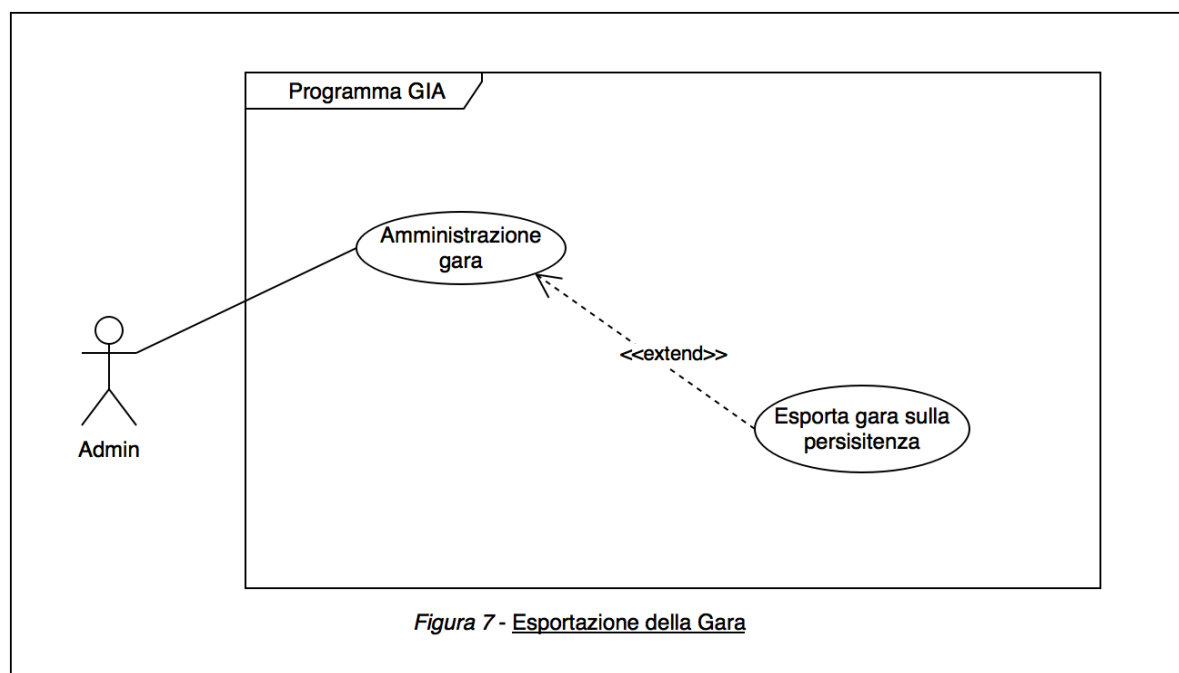 Programma GIA
Amministrazione
gara
<<extend>>
Esporta gara sulla
persisitenza
Admin
Figura 7 - Esportazione della Gara